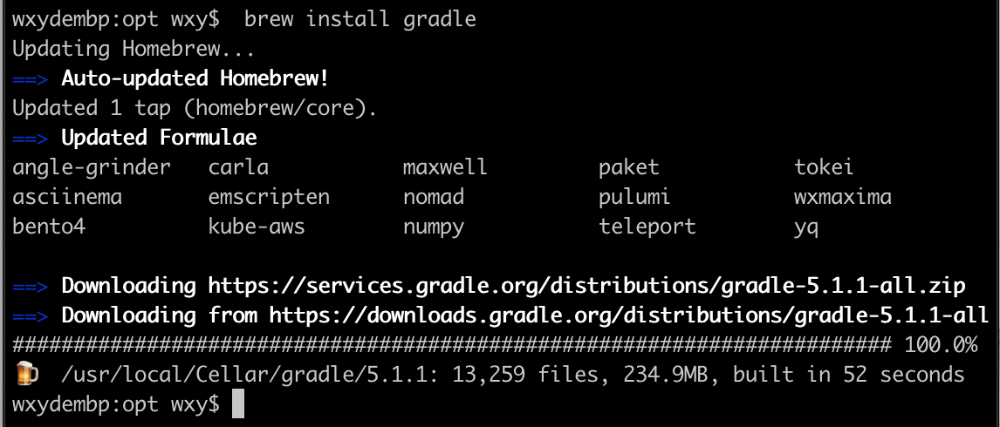 wxydembp:opt wxy$  brew install gradle
Updating Homebrew...
==> Auto-updated Homebrew!
Updated 1 tap (homebrew/core).
==> Updated Formulae
angle-grinder   carla           maxwell         paket           tokei
asciinema       emscripten      nomad           pulumi          wxmaxima
bento4          kube-aws        numpy           teleport        yq
==> Downloading https://services.gradle.org/distributions/gradle-5.1.1-all.zip
==> Downloading from https://downloads.gradle.org/distributions/gradle-5.1.1-all
######################################################################## 100.0%
🍺  /usr/local/Cellar/gradle/5.1.1: 13,259 files, 234.9MB, built in 52 seconds
wxydembp:opt wxy$